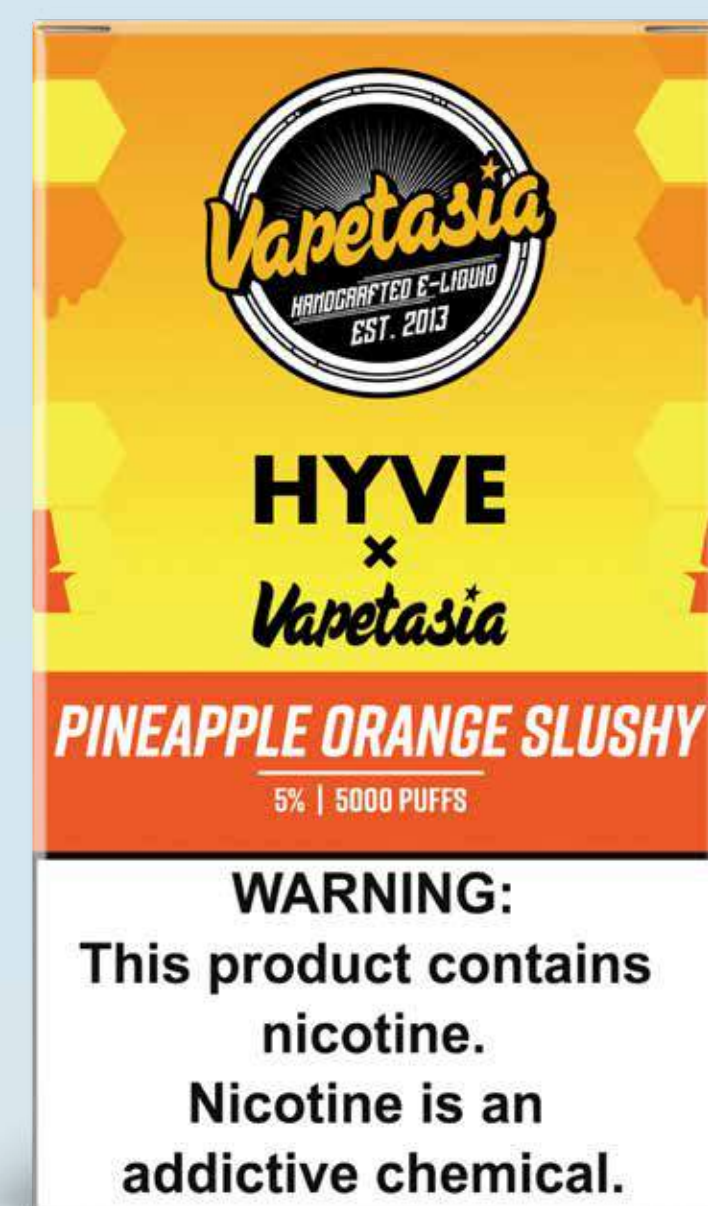 Vapetasia
HANDCRAFTED E-LIQUID
EST. 2013
HYVE
×
Vapetasia
PINEAPPLE ORANGE SLUSHY
5% | 5000 PUFFS
WARNING:
This product contains
nicotine.
Nicotine is an
addictive chemical.